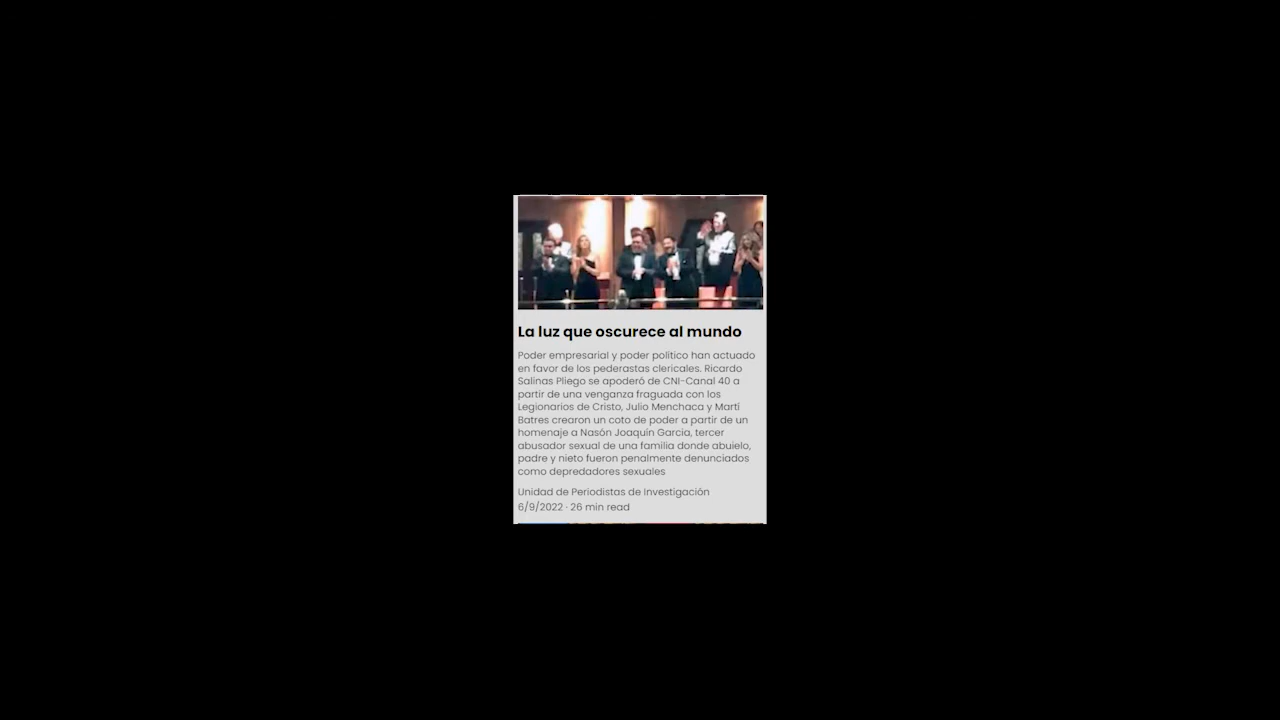 La luz que oscurece al mundo
Poder empresarial y poder político han actuado
en favor de los pederastas clericales. Ricardo
Salinas Pliego se apoderó de CNI-Canal 40 a
partir de una venganza fraguada con los
Legionarios de Cristo, Julio Menchaca y Martí
Batres crearon un coto de poder a partir de un
homenaje a Nasón Joaquín García, tercer
abusador sexual de una familia donde abuielo,
padre y nieto fueron penalmente denunciados
como depredadores sexuales
Unidad de Periodistas de Investigación
6/9/2022 · 26 min read